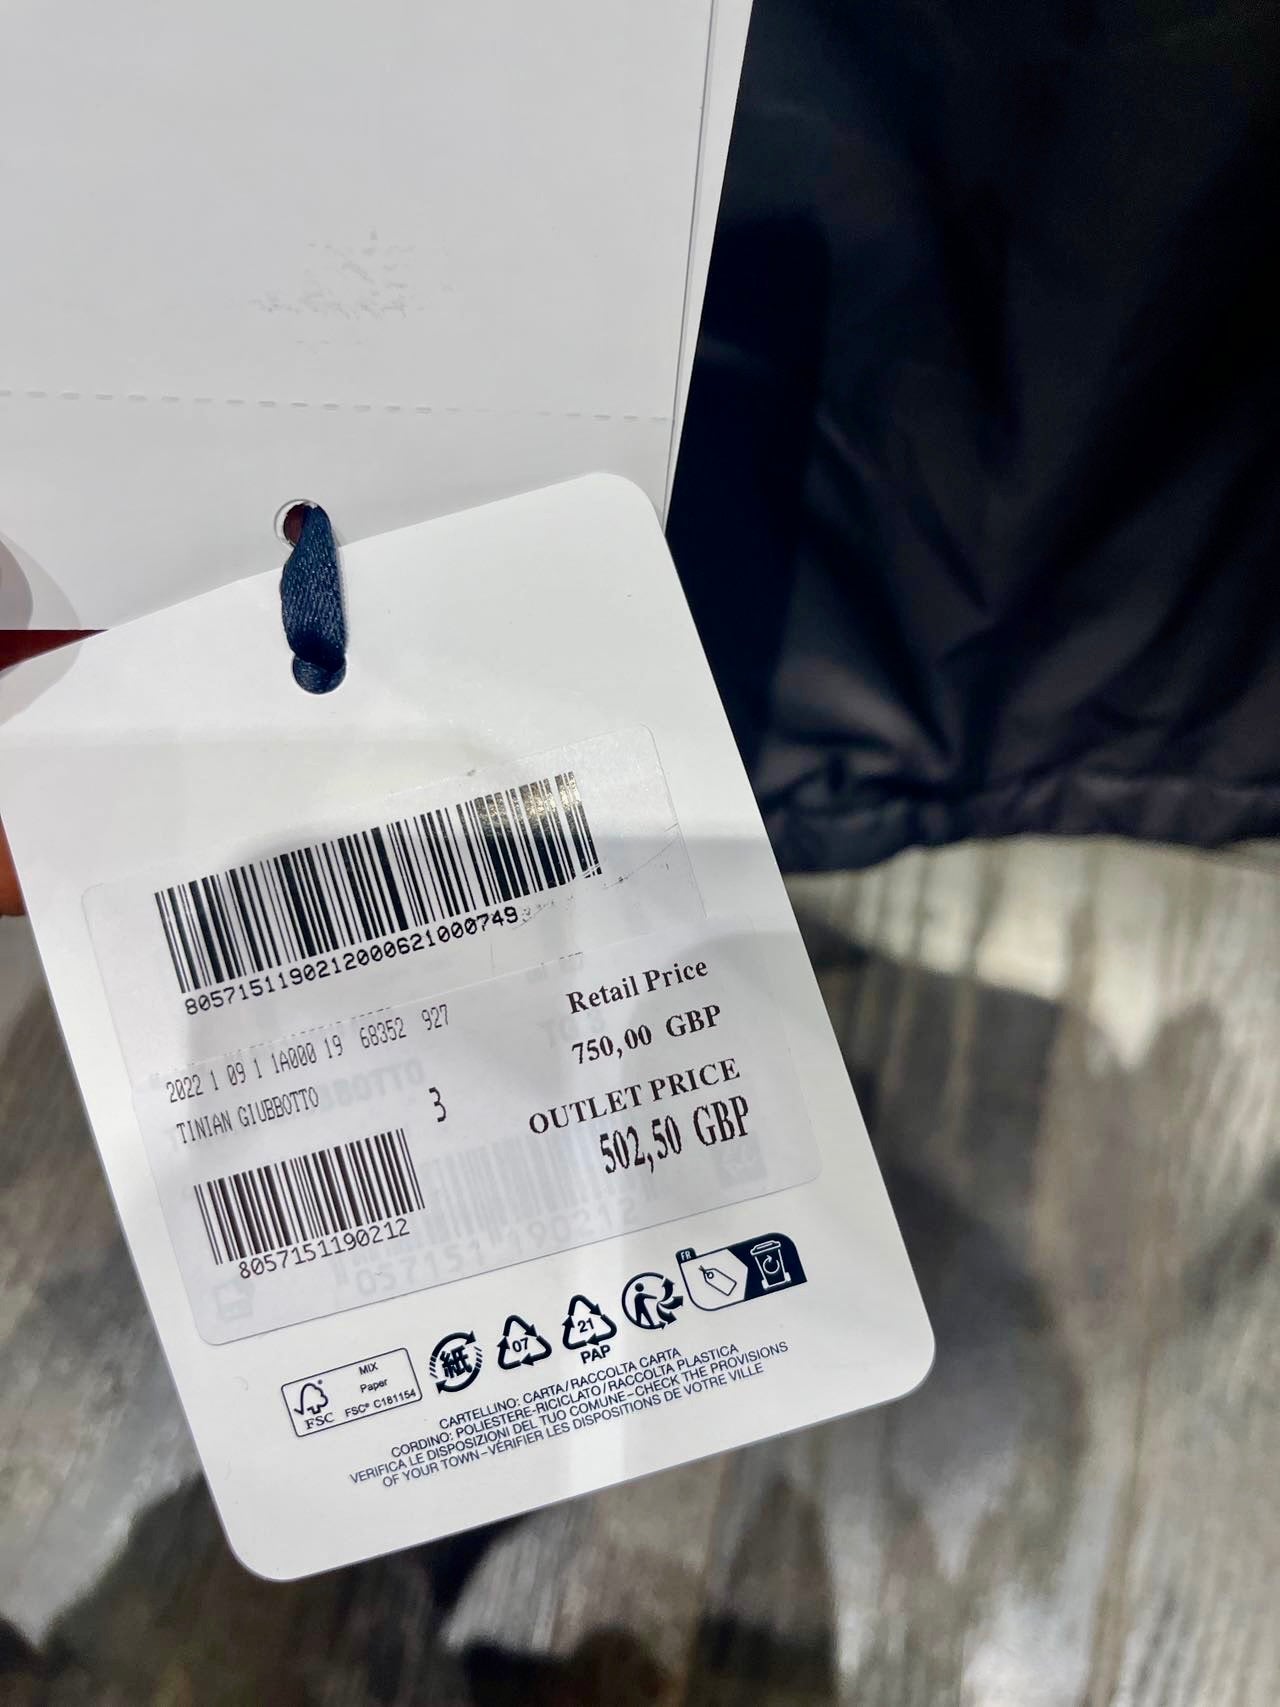 8057151190212000621000749
2022 1 09 1 1A000 19 68352 927
TINIAN GIUBBOTTO
3
8057151190212
Retail Price
750,00 GBP
OUTLET PRICE
502,50 GBP
MIX
Paper
FSC® C181154
FSC
紙
07
21
PAP
FR
CARTELLINO: CARTA/RACCOLTA CARTA
CORDINO: POLIESTERE-RICICLATO/RACCOLTA PLASTICA
VERIFICA LE DISPOSIZIONI DEL TUO COMUNE–CHECK THE PROVISIONS
OF YOUR TOWN–VÉRIFIER LES DISPOSITIONS DE VOTRE VILLE